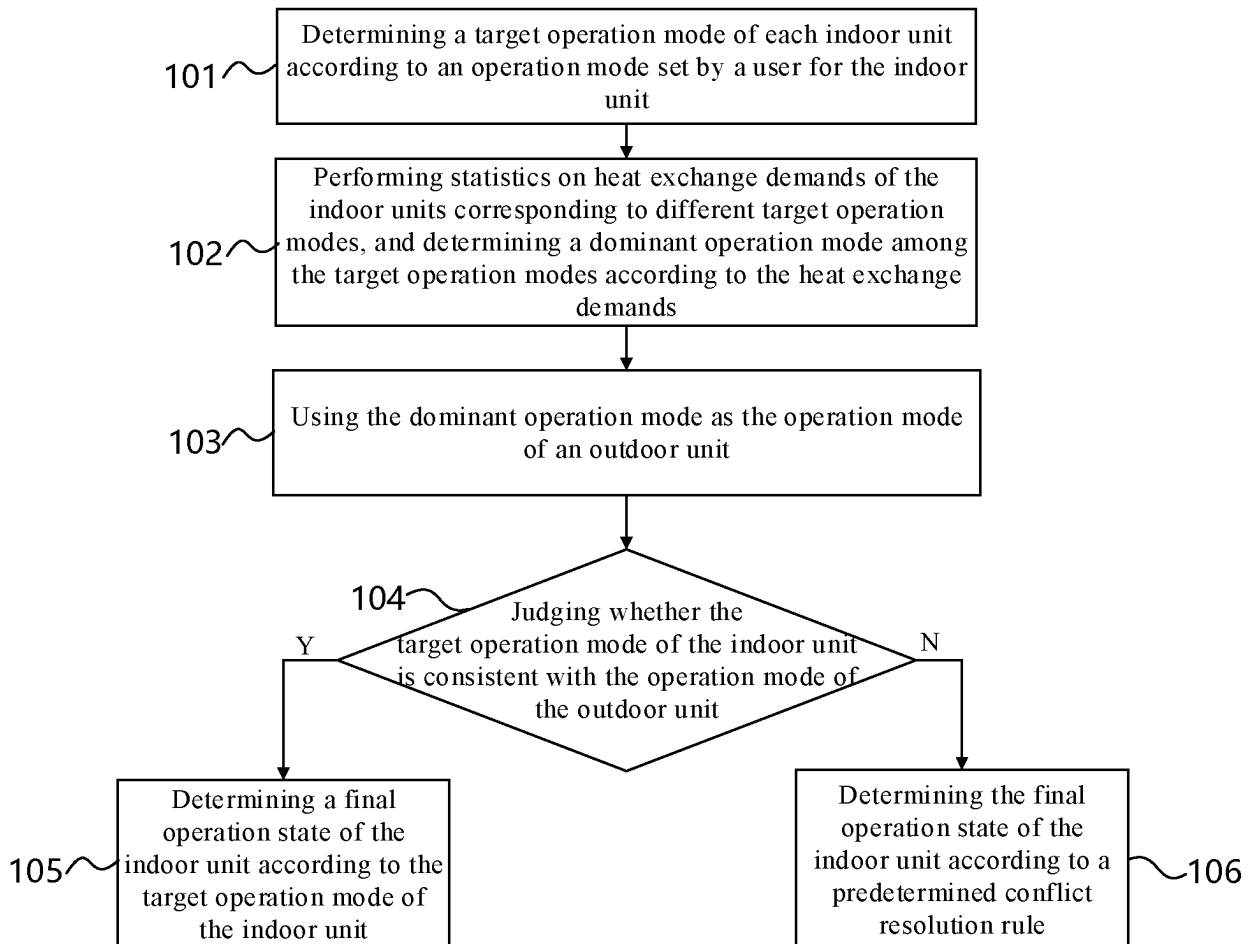 Determining a target operation mode of each indoor unit
according to an operation mode set by a user for the indoor
unit
101
Performing statistics on heat exchange demands of the
indoor units corresponding to different target operation
modes, and determining a dominant operation mode among
the target operation modes according to the heat exchange
demands
102
Using the dominant operation mode as the operation mode
of an outdoor unit
103
104
Judging whether the
target operation mode of the indoor unit
is consistent with the operation mode of
the outdoor unit
Y
N
Determining a final
operation state of the
indoor unit according to the
target operation mode of
the indoor unit
105
Determining the final
operation state of the
indoor unit according to a
predetermined conflict
resolution rule
106